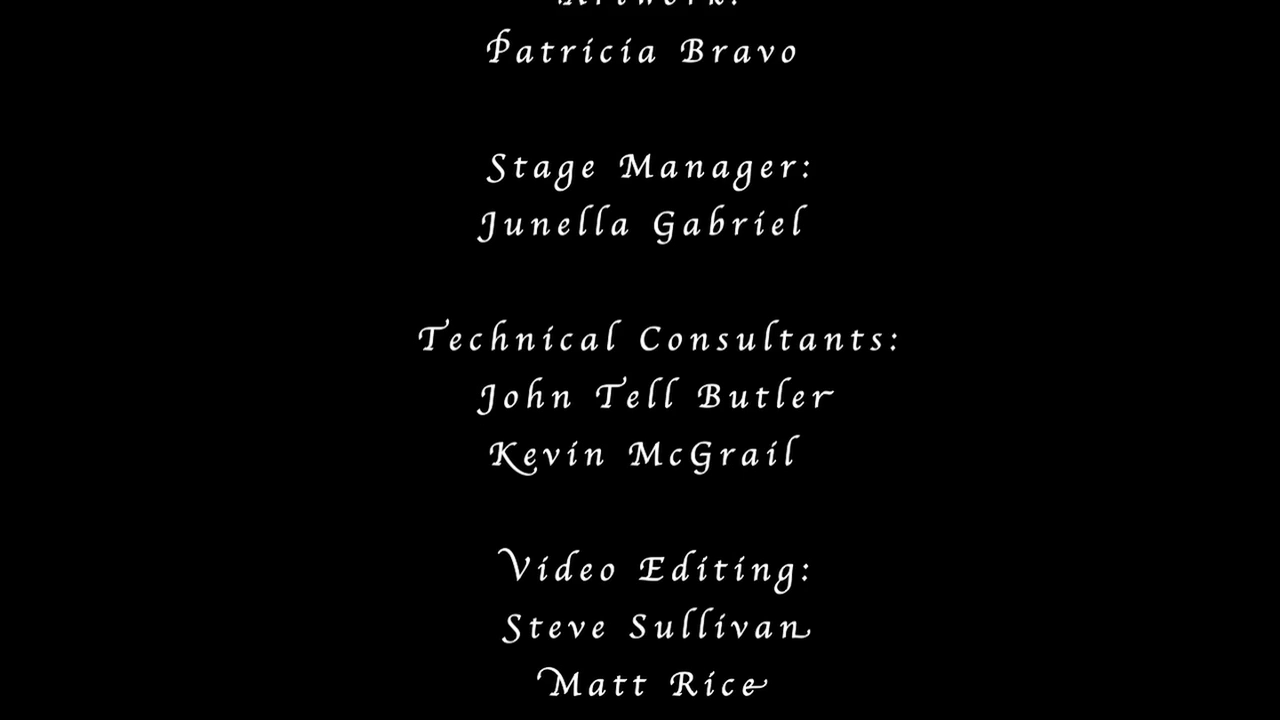 Artwork:
Patricia Bravo
Stage Manager:
Junella Gabriel
Technical Consultants:
John Tell Butler
Kevin McGrail
Video Editing:
Steve Sullivan
Matt Rice